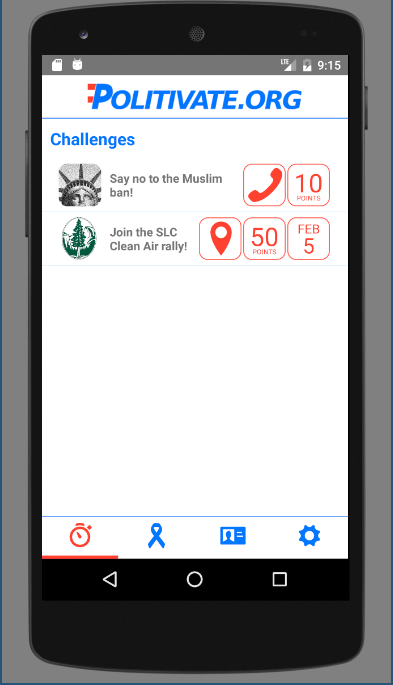 LTE 9:15
POLITIVATE.ORG
Challenges
Say no to the Muslim
ban!
10
POINTS
Join the SLC
Clean Air rally!
50
POINTS
FEB
5